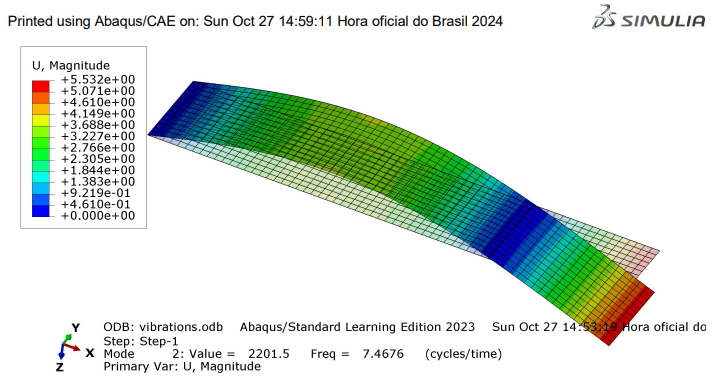 Printed using Abaqus/CAE on: Sun Oct 27 14:59:11 Hora oficial do Brasil 2024
SIMULIA
U, Magnitude
+5.532e+00
+5.071e+00
+4.610e+00
+4.149e+00
+3.688e+00
+3.227e+00
+2.766e+00
+2.305e+00
+1.844e+00
+1.383e+00
+9.219e-01
+4.610e-01
+0.000e+00
Y
X
Z
ODB: vibrations.odb Abaqus/Standard Learning Edition 2023 Sun Oct 27 14:53:19 Hora oficial do
Step: Step-1
Mode 2: Value = 2201.5 Freq = 7.4676 (cycles/time)
Primary Var: U, Magnitude